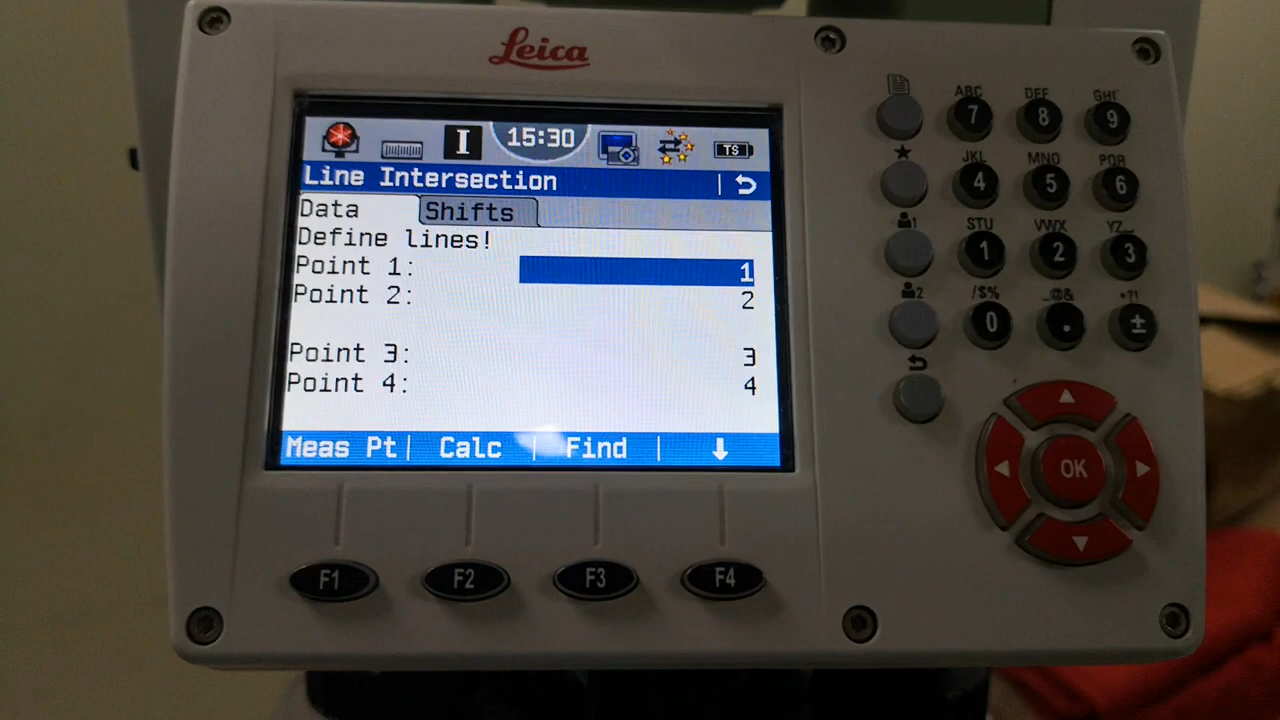 Leica
I 15:30 TS
Line Intersection
Data Shifts
Define lines!
Point 1: 1
Point 2: 2
Point 3: 3
Point 4: 4
Meas Pt Calc Find
F1 F2 F3 F4
ABC DEF GHI
7 8 9
JKL MNO PQR
4 5 6
1 STU VWX YZ_
1 2 3
2 /$% _@& *?!
0 . ±
OK